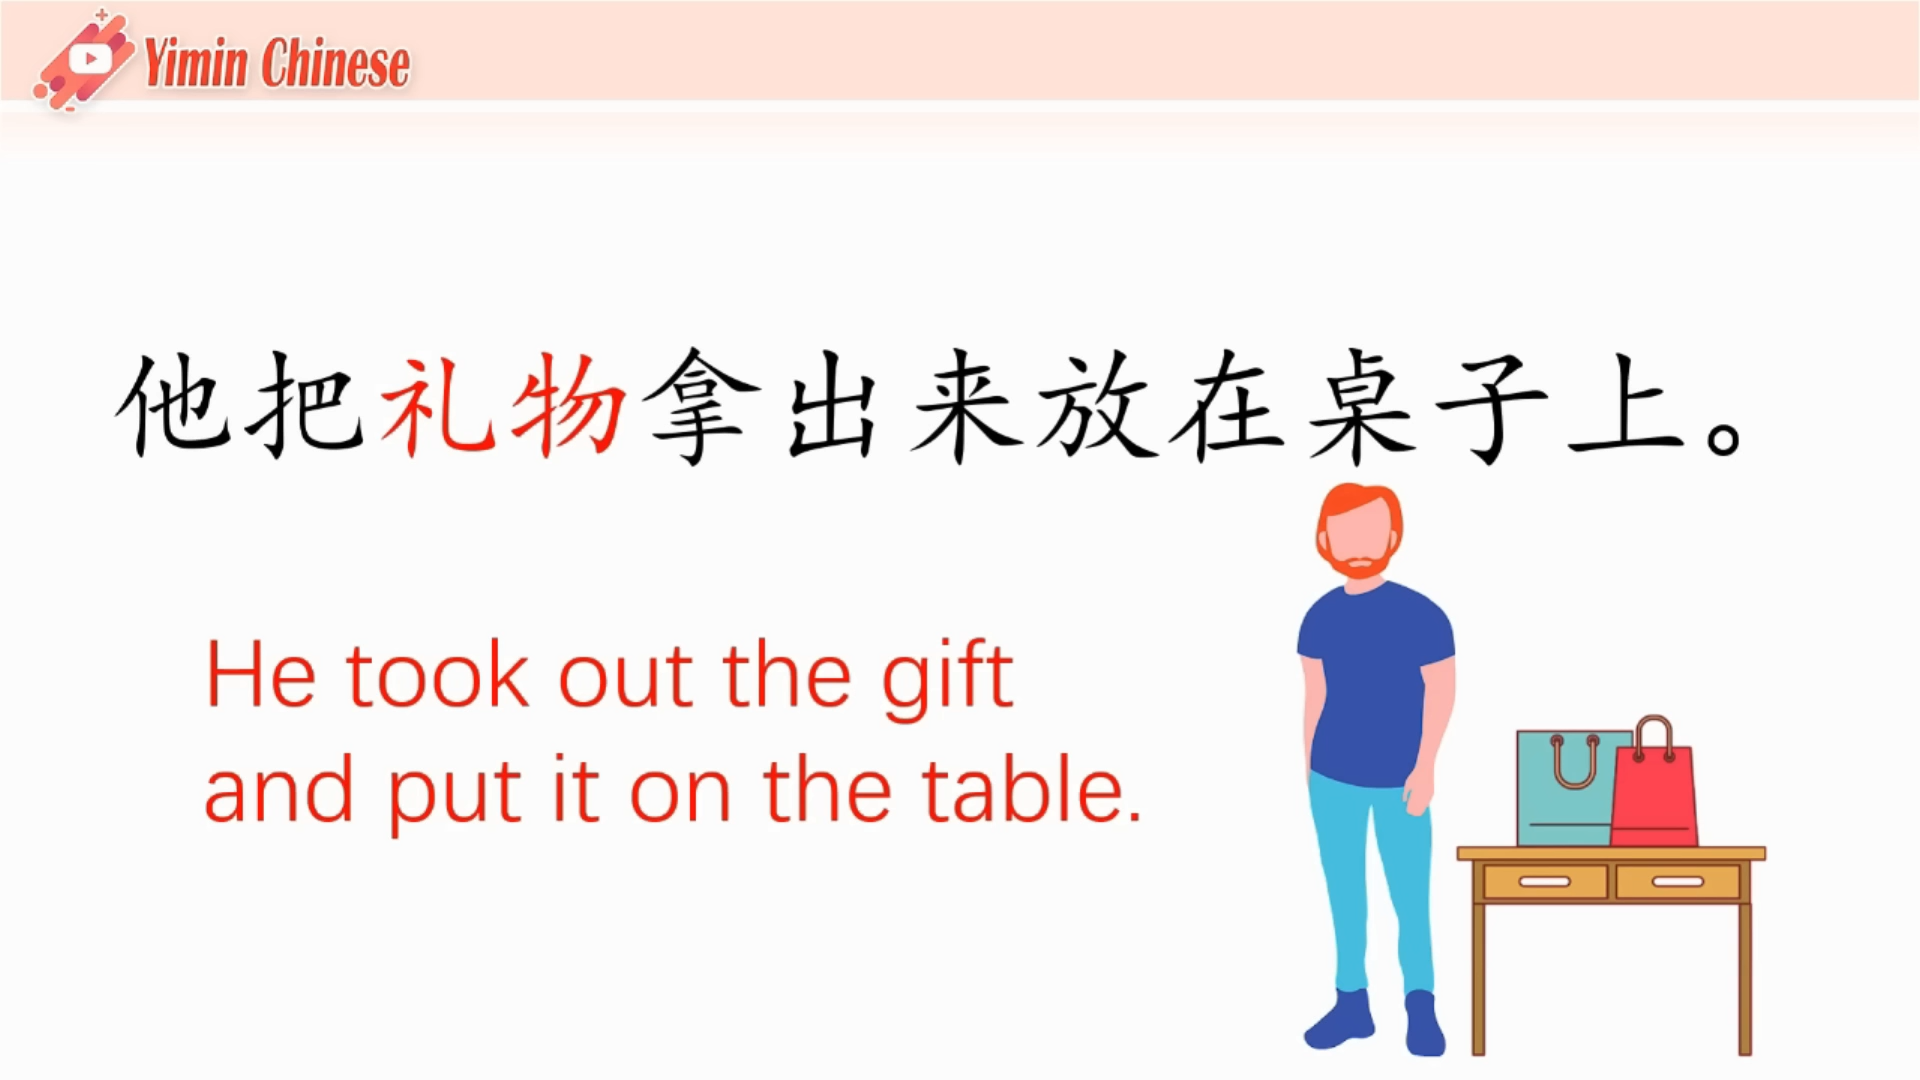 Yimin Chinese
他把礼物拿出来放在桌子上。
He took out the gift
and put it on the table.